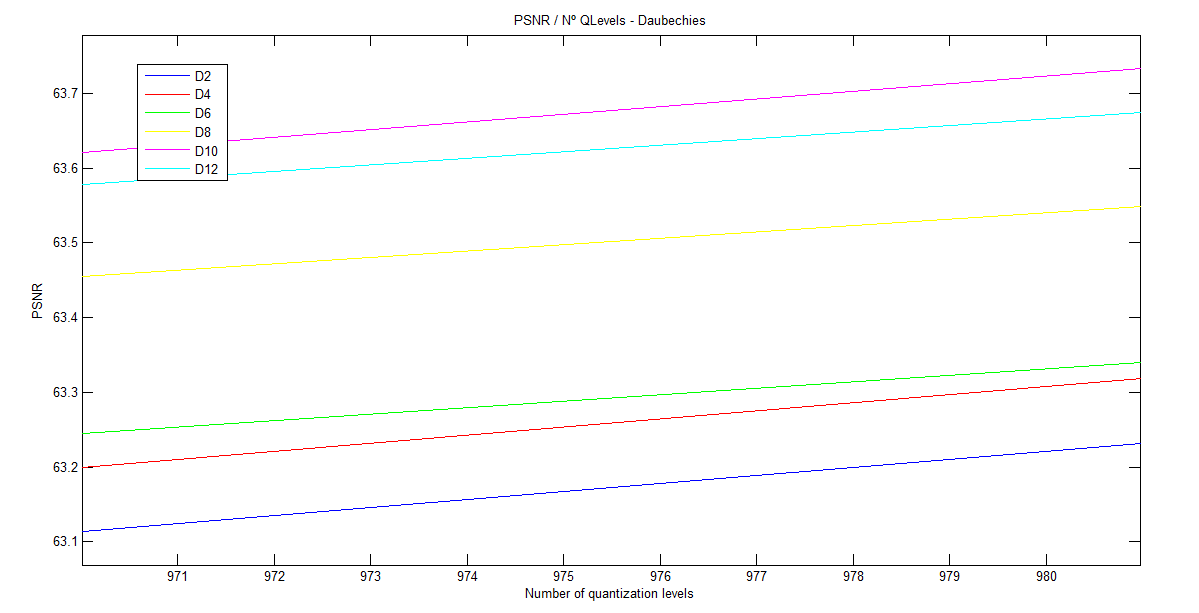 PSNR / Nº QLevels - Daubechies
D2
D4
D6
D8
D10
D12
63.7
63.6
63.5
63.4
63.3
63.2
63.1
PSNR
971 972 973 974 975 976 977 978 979 980
Number of quantization levels